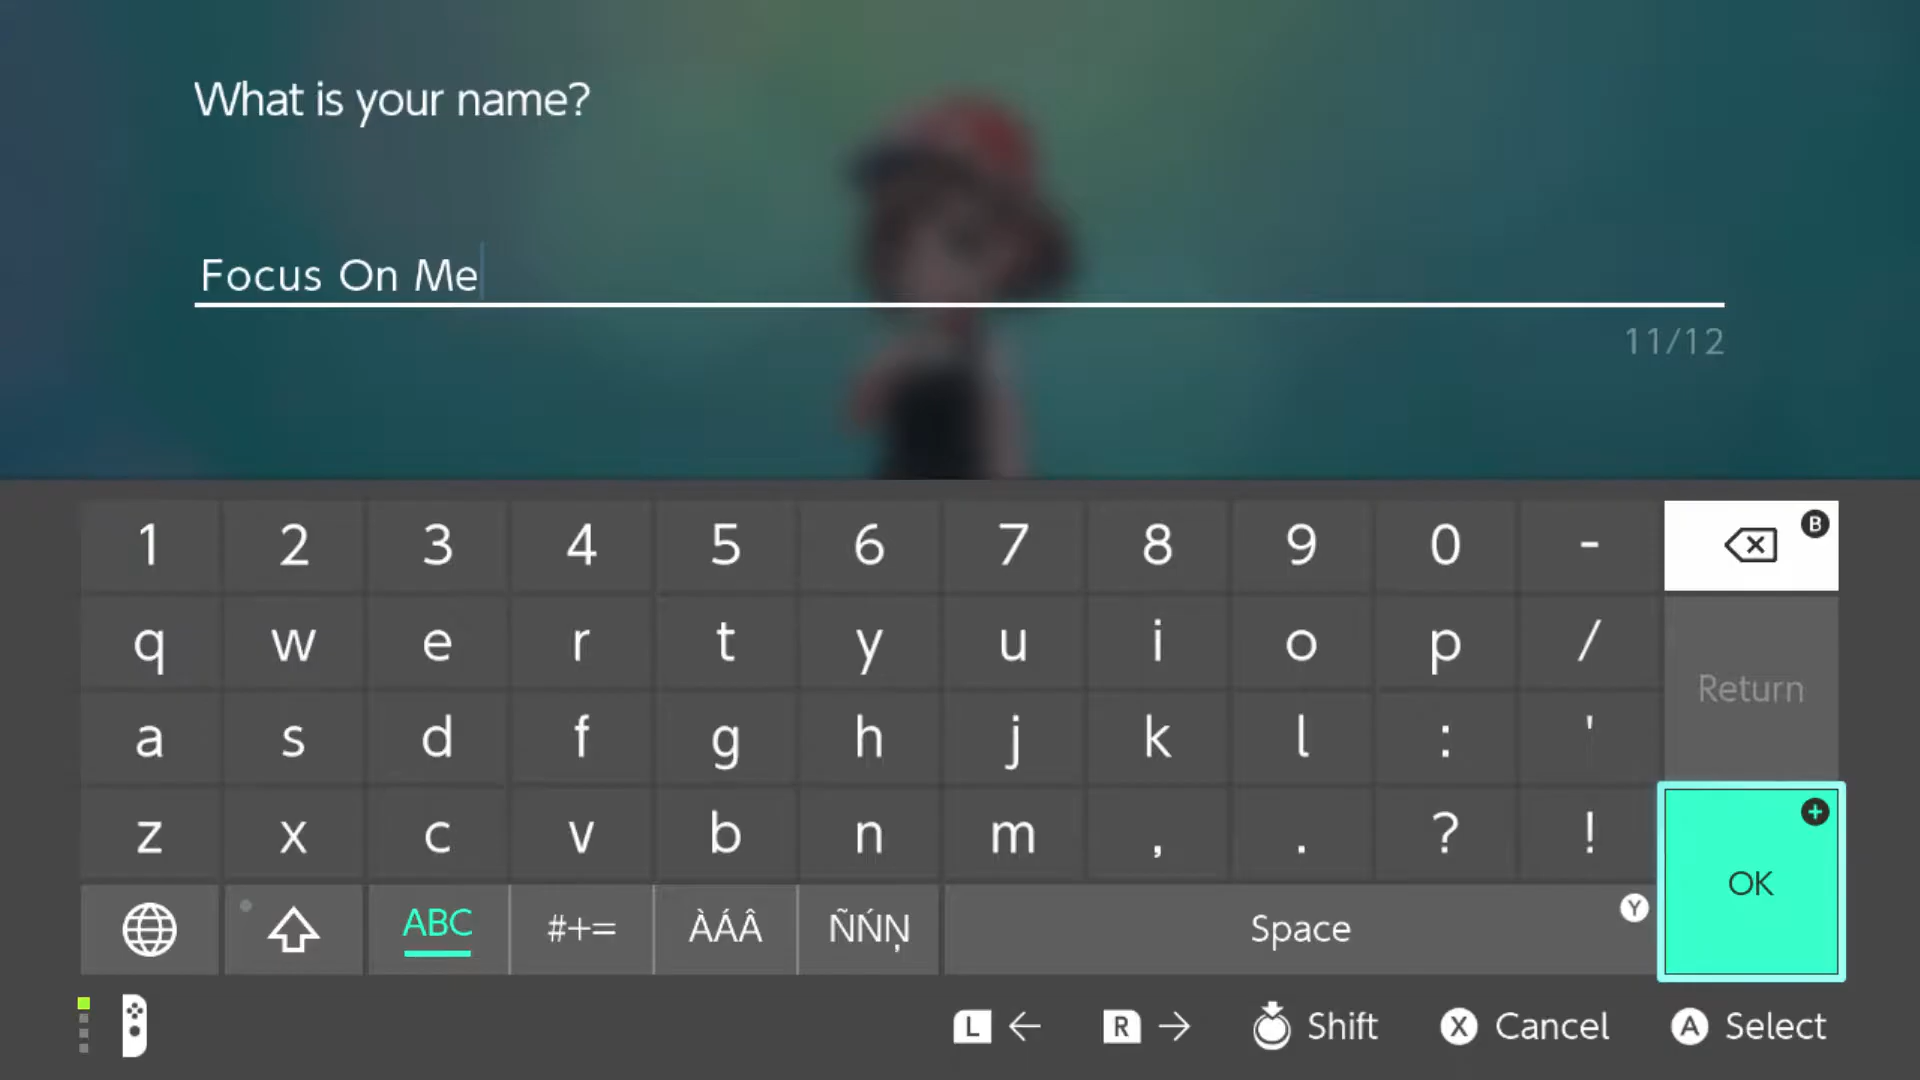 What is your name?
Focus On Me
11/12
1 2 3 4 5 6 7 8 9 0 - B
q w e r t y u i o p /
Return
a s d f g h j k l : '
z x c v b n m , . ? ! + OK
ABC #+= ÀÁÂ ÑŃŅ Space Y
L ← R → Shift X Cancel A Select